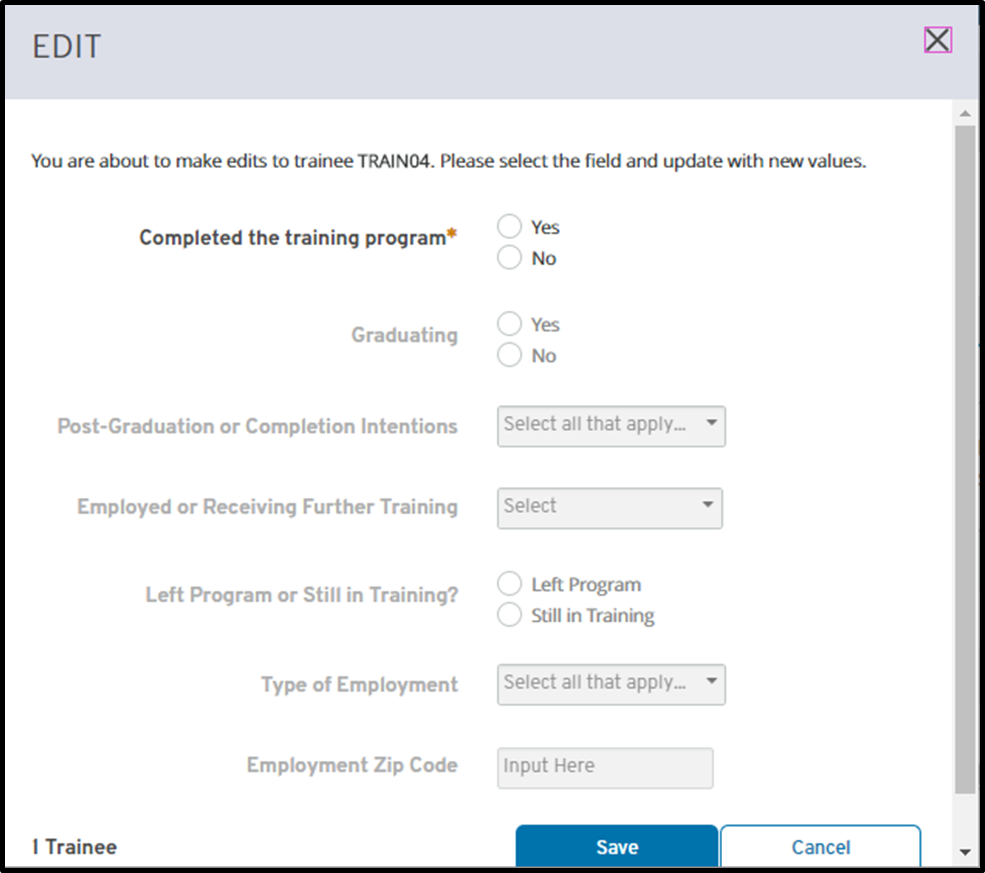 EDIT
You are about to make edits to trainee TRAIN04. Please select the field and update with new values.
Completed the training program*
Yes
No
Graduating
Yes
No
Post-Graduation or Completion Intentions
Select all that apply...
Employed or Receiving Further Training
Select
Left Program or Still in Training?
Left Program
Still in Training
Type of Employment
Select all that apply...
Employment Zip Code
Input Here
1 Trainee
Save
Cancel